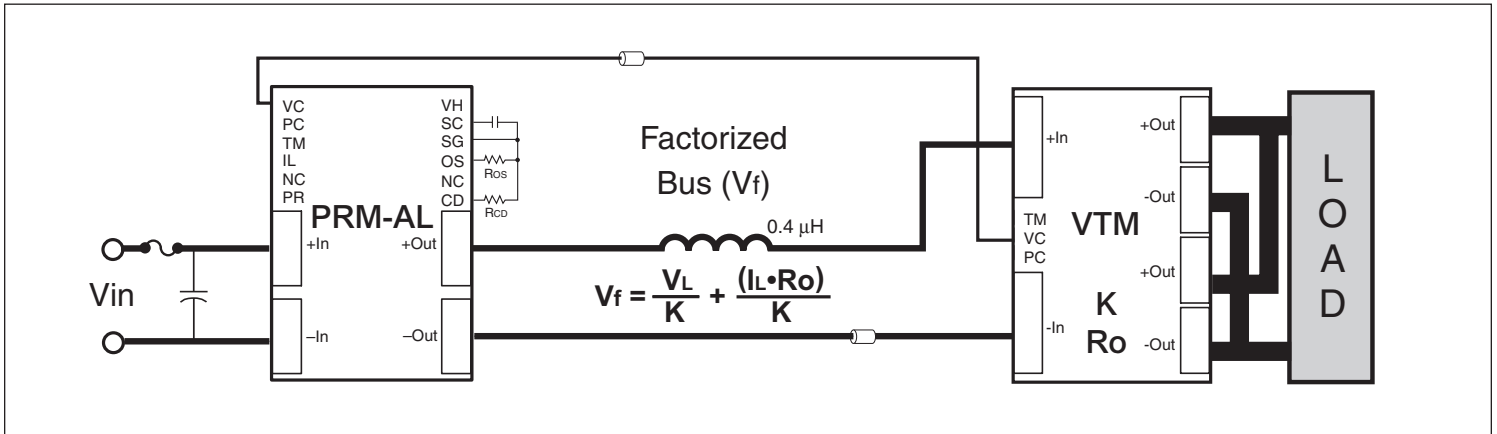 VC
PC
TM
IL
NC
PR
VH
SC
SG
OS
NC
CD
ROS
RCD
PRM-AL
+In
+Out
–In
–Out
Vin
Factorized
Bus (Vf)
0.4 μH
Vf = VL/K + (IL•Ro)/K
+In
TM
VC
PC
-In
VTM
K
Ro
+Out
-Out
+Out
-Out
LOAD